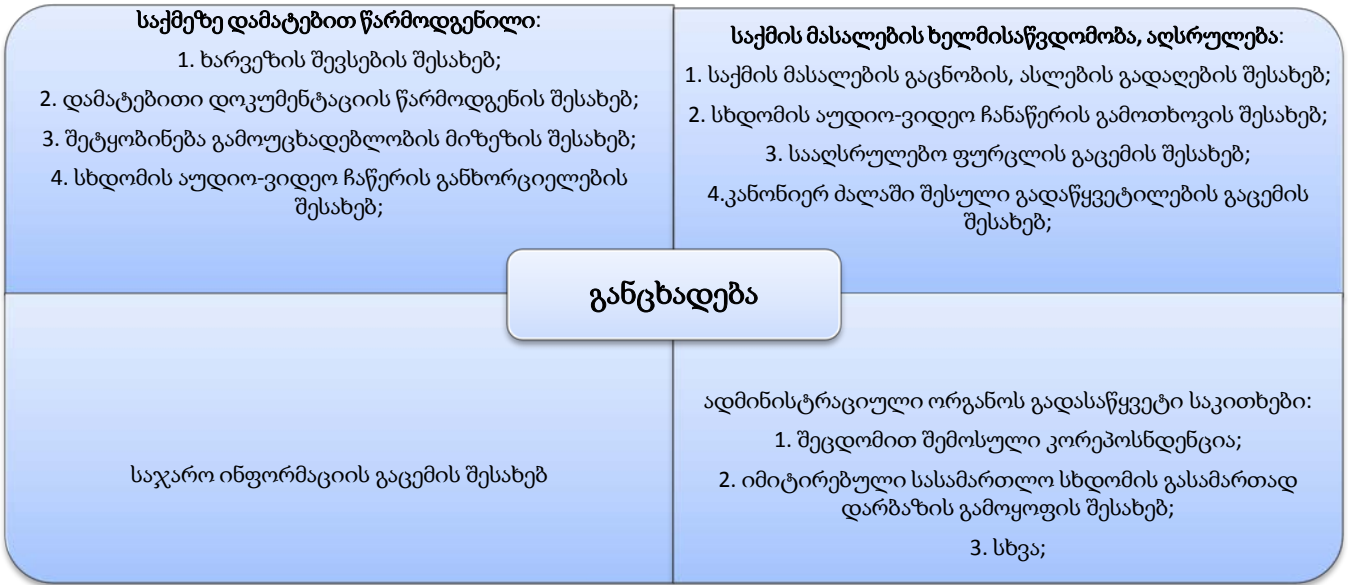 საქმეზე დამატებით წარმოდგენილი:
1. ხარვეზის შევსების შესახებ;
2. დამატებითი დოკუმენტაციის წარმოდგენის შესახებ;
3. შეტყობინება გამოუცხადებლობის მიზეზის შესახებ;
4. სხდომის აუდიო-ვიდეო ჩაწერის განხორციელების
შესახებ;
საქმის მასალების ხელმისაწვდომობა, აღსრულება:
1. საქმის მასალების გაცნობის, ასლების გადაღების შესახებ;
2. სხდომის აუდიო-ვიდეო ჩანაწერის გამოთხოვის შესახებ;
3. სააღსრულებო ფურცლის გაცემის შესახებ;
4.კანონიერ ძალაში შესული გადაწყვეტილების გაცემის
შესახებ;
განცხადება
საჯარო ინფორმაციის გაცემის შესახებ
ადმინისტრაციული ორგანოს გადასაწყვეტი საკითხები:
1. შეცდომით შემოსული კორეპოსნდენცია;
2. იმიტირებული სასამართლო სხდომის გასამართად
დარბაზის გამოყოფის შესახებ;
3. სხვა;